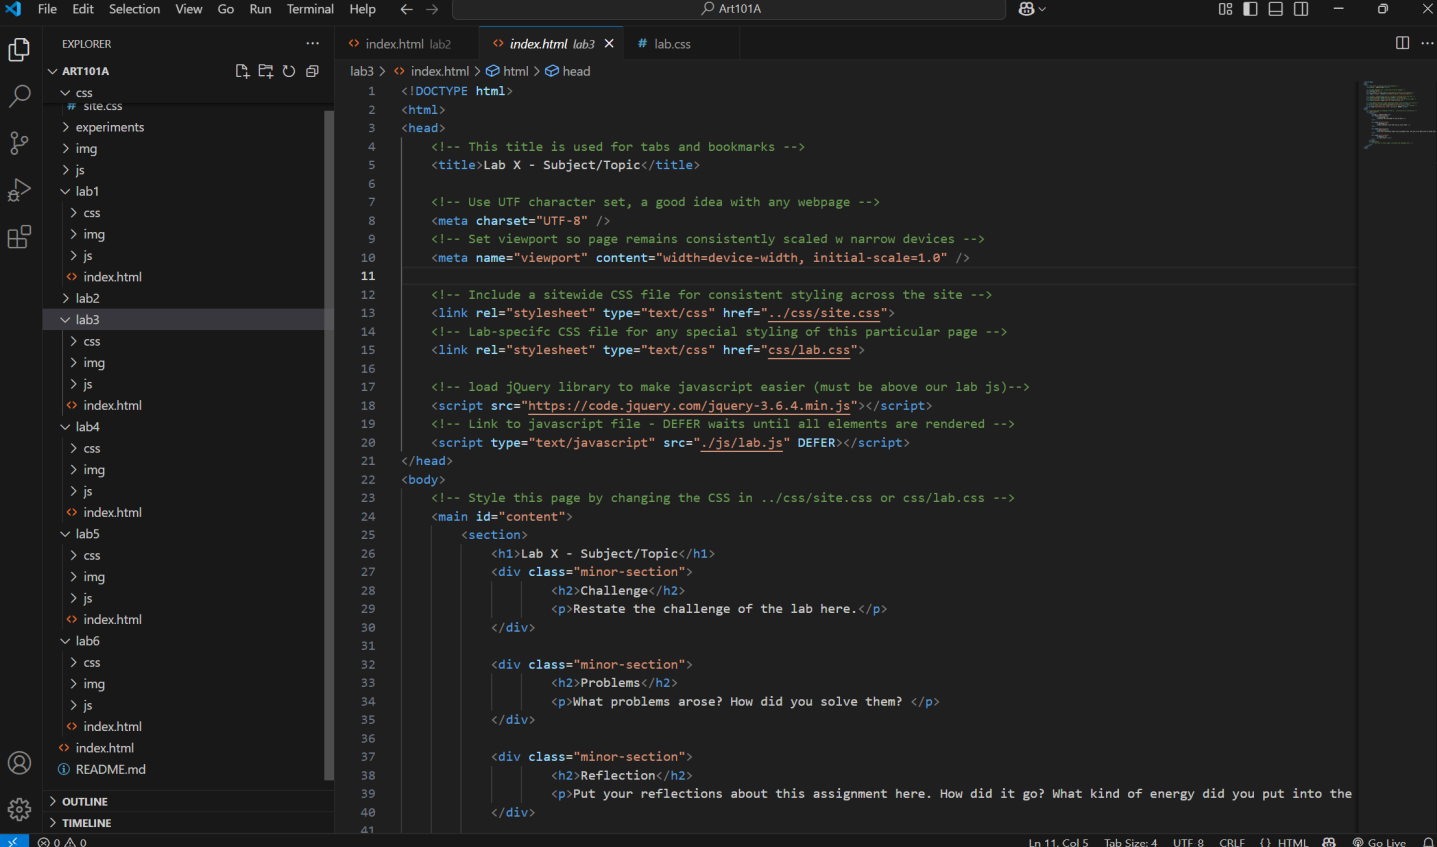 File Edit Selection View Go Run Terminal Help Art101A
EXPLORER
ART101A
css
site.css
experiments
img
js
lab1
css
img
js
index.html
lab2
lab3
css
img
js
index.html
lab4
css
img
js
index.html
lab5
css
img
js
index.html
lab6
css
img
js
index.html
index.html
README.md
OUTLINE
TIMELINE
index.html lab2 index.html lab3 lab.css
lab3 > index.html > html > head
1 <!DOCTYPE html>
2 <html>
3 <head>
4 <!-- This title is used for tabs and bookmarks -->
5 <title>Lab X - Subject/Topic</title>
6
7 <!-- Use UTF character set, a good idea with any webpage -->
8 <meta charset="UTF-8" />
9 <!-- Set viewport so page remains consistently scaled w narrow devices -->
10 <meta name="viewport" content="width=device-width, initial-scale=1.0" />
11
12 <!-- Include a sitewide CSS file for consistent styling across the site -->
13 <link rel="stylesheet" type="text/css" href="../css/site.css">
14 <!-- Lab-specifc CSS file for any special styling of this particular page -->
15 <link rel="stylesheet" type="text/css" href="css/lab.css">
16
17 <!-- load jQuery library to make javascript easier (must be above our lab js)-->
18 <script src="https://code.jquery.com/jquery-3.6.4.min.js"></script>
19 <!-- Link to javascript file - DEFER waits until all elements are rendered -->
20 <script type="text/javascript" src="./js/lab.js" DEFER></script>
21 </head>
22 <body>
23 <!-- Style this page by changing the CSS in ../css/site.css or css/lab.css -->
24 <main id="content">
25 <section>
26 <h1>Lab X - Subject/Topic</h1>
27 <div class="minor-section">
28 <h2>Challenge</h2>
29 <p>Restate the challenge of the lab here.</p>
30 </div>
31
32 <div class="minor-section">
33 <h2>Problems</h2>
34 <p>What problems arose? How did you solve them? </p>
35 </div>
36
37 <div class="minor-section">
38 <h2>Reflection</h2>
39 <p>Put your reflections about this assignment here. How did it go? What kind of energy did you put into the
40 </div>
41
0 0 Ln 11, Col 5 Tab Size: 4 UTF-8 CRLF {} HTML Go Live